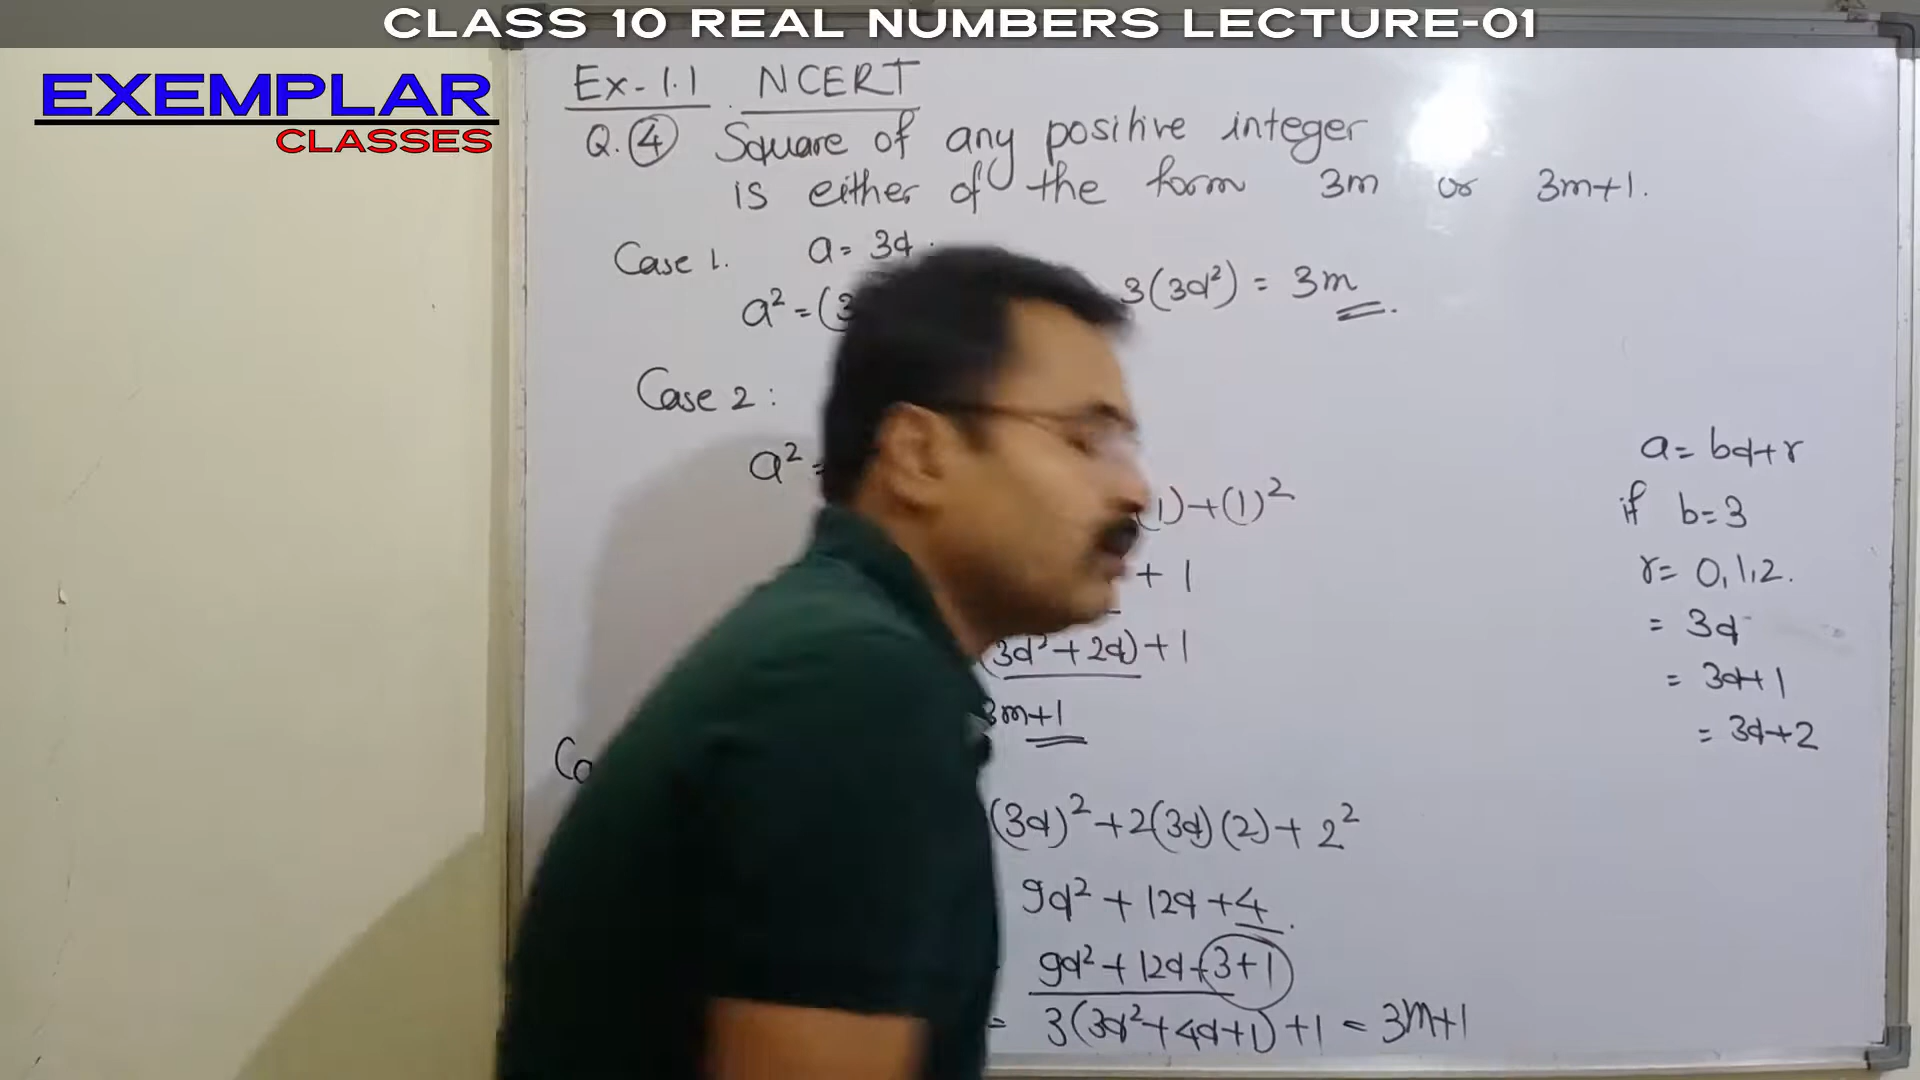 CLASS 10 REAL NUMBERS LECTURE-01
EXEMPLAR
CLASSES
Ex-1.1 NCERT
Q.④ Square of any positive integer
is either of the form 3m or 3m+1.
Case 1. a= 3q
a²=(3
3(3q²) = 3m
Case 2:
a²=
(1)+(1)²
+ 1
(3q²+2q)+1
3m+1
(3q)²+2(3q)(2)+ 2²
9q² + 12q +4
9q²+12q+3+1
= 3(3q²+4q+1)+1 = 3m+1
a= bq+r
if b=3
r= 0,1,2.
= 3q
= 3q+1
= 3q+2